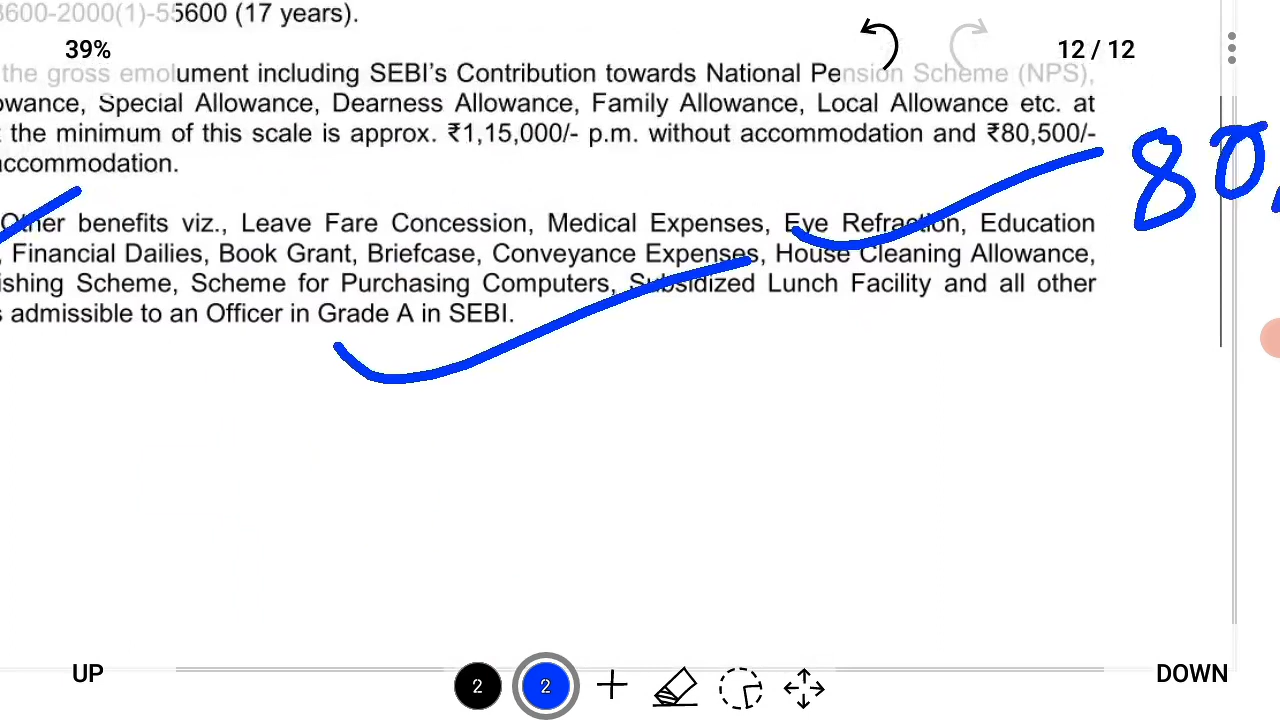 3600-2000(1)-55600 (17 years).
39%
12 / 12
the gross emolument including SEBI's Contribution towards National Pension Scheme (NPS),
owance, Special Allowance, Dearness Allowance, Family Allowance, Local Allowance etc. at
the minimum of this scale is approx. ₹1,15,000/- p.m. without accommodation and ₹80,500/-
accommodation.
80,
Other benefits viz., Leave Fare Concession, Medical Expenses, Eye Refraction, Education
, Financial Dailies, Book Grant, Briefcase, Conveyance Expenses, House Cleaning Allowance,
ishing Scheme, Scheme for Purchasing Computers, Subsidized Lunch Facility and all other
s admissible to an Officer in Grade A in SEBI.
UP
2
2
DOWN